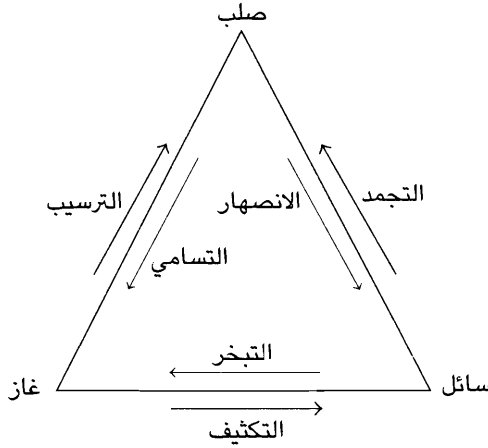 صلب
التجمد
الانصهار
الترسيب
التسامي
التبخر
سائل
غاز
التكثيف